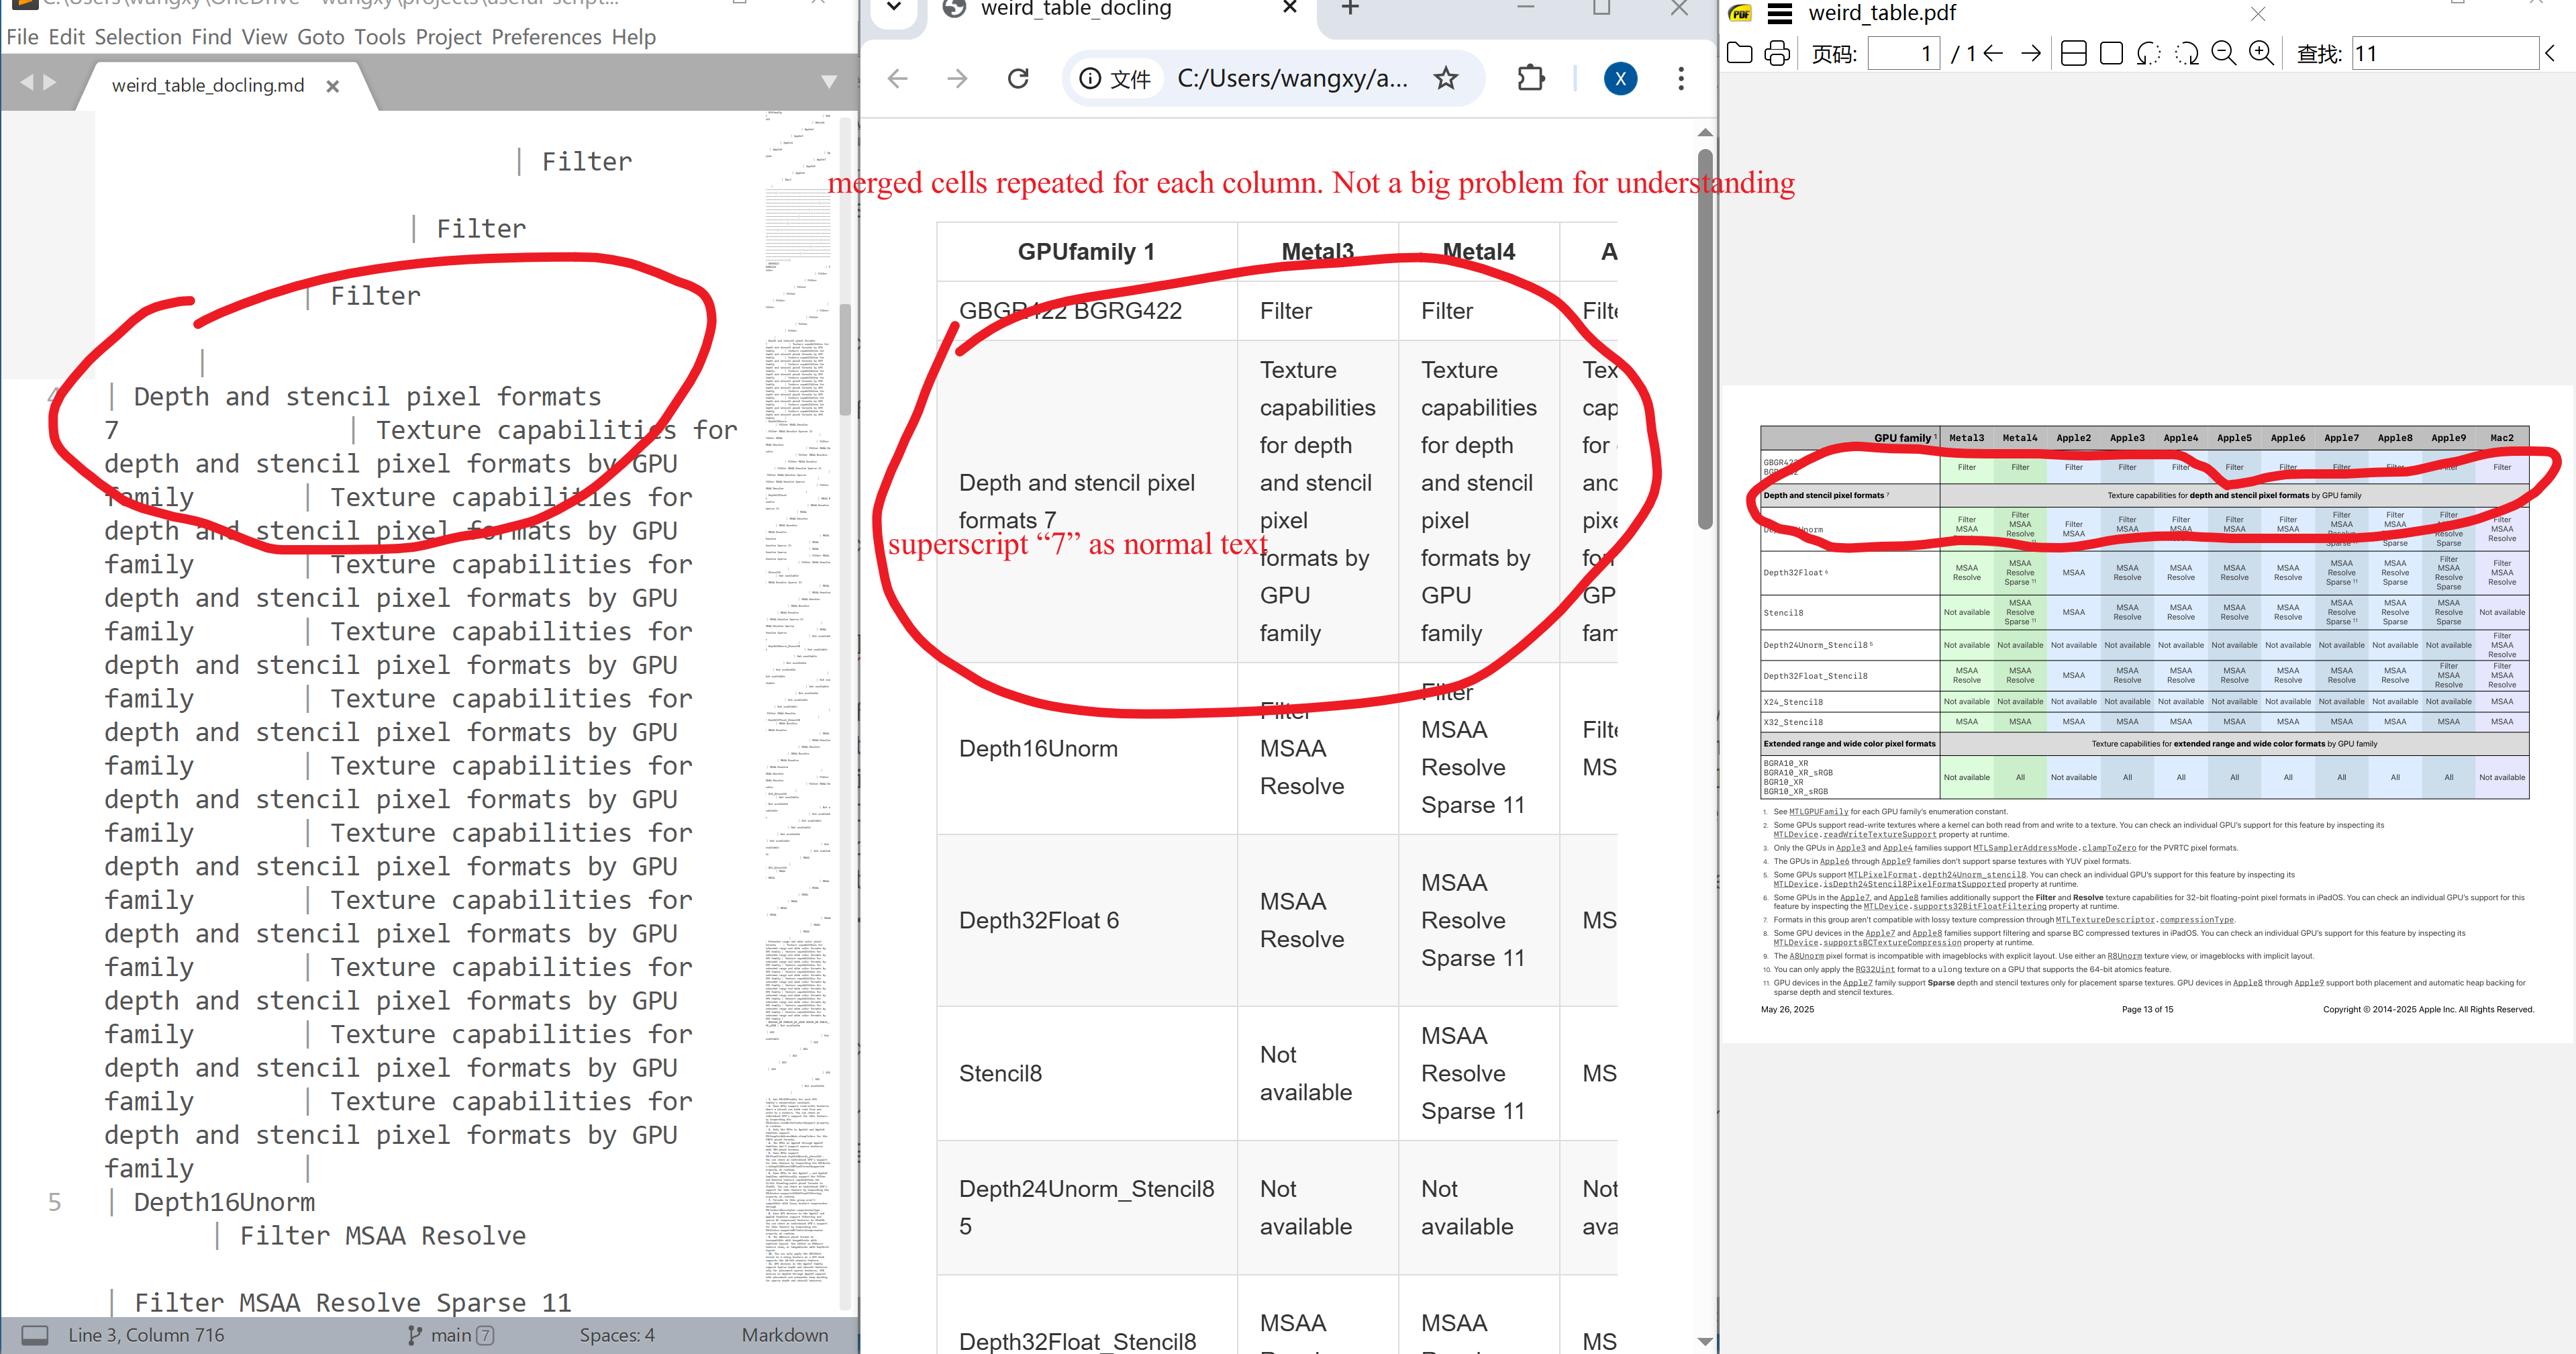 C:\Users\wangxy\OneDrive - wangxy\projects\useful-script...
File Edit Selection Find View Goto Tools Project Preferences Help
weird_table_docling.md
| Filter
| Filter
| Filter
|
4 | Depth and stencil pixel formats
7 | Texture capabilities for
depth and stencil pixel formats by GPU
family | Texture capabilities for
depth and stencil pixel formats by GPU
family | Texture capabilities for
depth and stencil pixel formats by GPU
family | Texture capabilities for
depth and stencil pixel formats by GPU
family | Texture capabilities for
depth and stencil pixel formats by GPU
family | Texture capabilities for
depth and stencil pixel formats by GPU
family | Texture capabilities for
depth and stencil pixel formats by GPU
family | Texture capabilities for
depth and stencil pixel formats by GPU
family | Texture capabilities for
depth and stencil pixel formats by GPU
family | Texture capabilities for
depth and stencil pixel formats by GPU
family | Texture capabilities for
depth and stencil pixel formats by GPU
family |
5 | Depth16Unorm
| Filter MSAA Resolve
| Filter MSAA Resolve Sparse 11
Line 3, Column 716 main 7 Spaces: 4 Markdown
weird_table_docling
文件 C:/Users/wangxy/a... X
merged cells repeated for each column. Not a big problem for understanding
GPUfamily 1 Metal3 Metal4 A
GBGR422 BGRG422 Filter Filter Filte
Texture Texture Tex
capabilities capabilities cap
for depth for depth for
and stencil and stencil and
Depth and stencil pixel
formats 7
pixel pixel pixe
superscript “7” as normal text
formats by formats by for
GPU GPU GP
family family fam
Depth16Unorm
Filter MSAA Resolve
Filter MSAA Resolve Sparse 11
Filte MS
Depth32Float 6
MSAA Resolve
MSAA Resolve Sparse 11
MS
Stencil8
Not available
MSAA Resolve Sparse 11
MS
Depth24Unorm_Stencil8 5
Not available
Not available
Not ava
Depth32Float_Stencil8
MSAA
MSAA
MS
weird_table.pdf
页码: 1 / 1 查找: 11
GPU family 1 Metal3 Metal4 Apple2 Apple3 Apple4 Apple5 Apple6 Apple7 Apple8 Apple9 Mac2
Filter Filter Filter Filter Filter Filter Filter Filter Filter Filter Filter
Depth and stencil pixel formats 7 Texture capabilities for depth and stencil pixel formats by GPU family
Depth32Float 6 MSAA Resolve MSAA Resolve Sparse 11 MSAA MSAA Resolve MSAA Resolve MSAA Resolve MSAA Resolve MSAA Resolve Sparse 11 MSAA Resolve Sparse Filter MSAA Resolve Sparse Filter MSAA Resolve
Stencil8 Not available MSAA Resolve Sparse 11 MSAA MSAA Resolve MSAA Resolve MSAA Resolve MSAA Resolve MSAA Resolve Sparse 11 MSAA Resolve Sparse MSAA Resolve Sparse Not available
Depth24Unorm_Stencil8 5 Not available Not available Not available Not available Not available Not available Not available Not available Not available Not available Filter MSAA Resolve
Depth32Float_Stencil8 MSAA Resolve MSAA Resolve MSAA MSAA Resolve MSAA Resolve MSAA Resolve MSAA Resolve MSAA Resolve MSAA Resolve Filter MSAA Resolve Filter MSAA Resolve
X24_Stencil8 Not available Not available Not available Not available Not available Not available Not available Not available Not available Not available MSAA
X32_Stencil8 MSAA MSAA MSAA MSAA MSAA MSAA MSAA MSAA MSAA MSAA MSAA
Extended range and wide color pixel formats Texture capabilities for extended range and wide color formats by GPU family
BGRA10_XR
BGRA10_XR_sRGB
BGR10_XR
BGR10_XR_sRGB
Not available All Not available All All All All All All All Not available
1. See MTLGPUFamily for each GPU family's enumeration constant.
2. Some GPUs support read-write textures where a kernel can both read from and write to a texture. You can check an individual GPU's support for this feature by inspecting its
MTLDevice.readWriteTextureSupport property at runtime.
3. Only the GPUs in Apple3 and Apple4 families support MTLSamplerAddressMode.clampToZero for the PVRTC pixel formats.
4. The GPUs in Apple6 through Apple9 families don't support sparse textures with YUV pixel formats.
5. Some GPUs support MTLPixelFormat.depth24Unorm_stencil8. You can check an individual GPU's support for this feature by inspecting its
MTLDevice.isDepth24Stencil8PixelFormatSupported property at runtime.
6. Some GPUs in the Apple7, and Apple8 families additionally support the Filter and Resolve texture capabilities for 32-bit floating-point pixel formats in iPadOS. You can check an individual GPU's support for this
feature by inspecting the MTLDevice.supports32BitFloatFiltering property at runtime.
7. Formats in this group aren't compatible with lossy texture compression through MTLTextureDescriptor.compressionType.
8. Some GPU devices in the Apple7 and Apple8 families support filtering and sparse BC compressed textures in iPadOS. You can check an individual GPU's support for this feature by inspecting its
MTLDevice.supportsBCTextureCompression property at runtime.
9. The A8Unorm pixel format is incompatible with imageblocks with explicit layout. Use either an R8Unorm texture view, or imageblocks with implicit layout.
10. You can only apply the RG32Uint format to a ulong texture on a GPU that supports the 64-bit atomics feature.
11. GPU devices in the Apple7 family support Sparse depth and stencil textures only for placement sparse textures. GPU devices in Apple8 through Apple9 support both placement and automatic heap backing for
sparse depth and stencil textures.
May 26, 2025 Page 13 of 15 Copyright © 2014-2025 Apple Inc. All Rights Reserved.